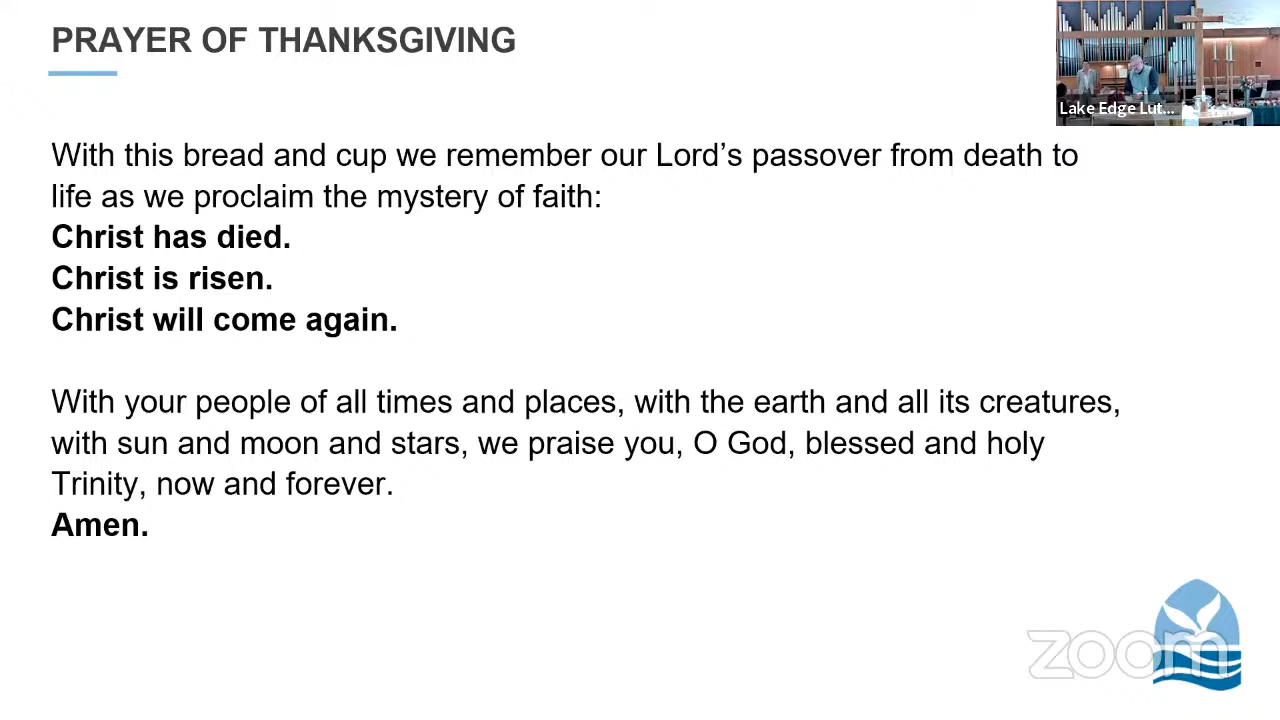 PRAYER OF THANKSGIVING
Lake Edge Lut...
With this bread and cup we remember our Lord’s passover from death to
life as we proclaim the mystery of faith:
Christ has died.
Christ is risen.
Christ will come again.
With your people of all times and places, with the earth and all its creatures,
with sun and moon and stars, we praise you, O God, blessed and holy
Trinity, now and forever.
Amen.
zoom